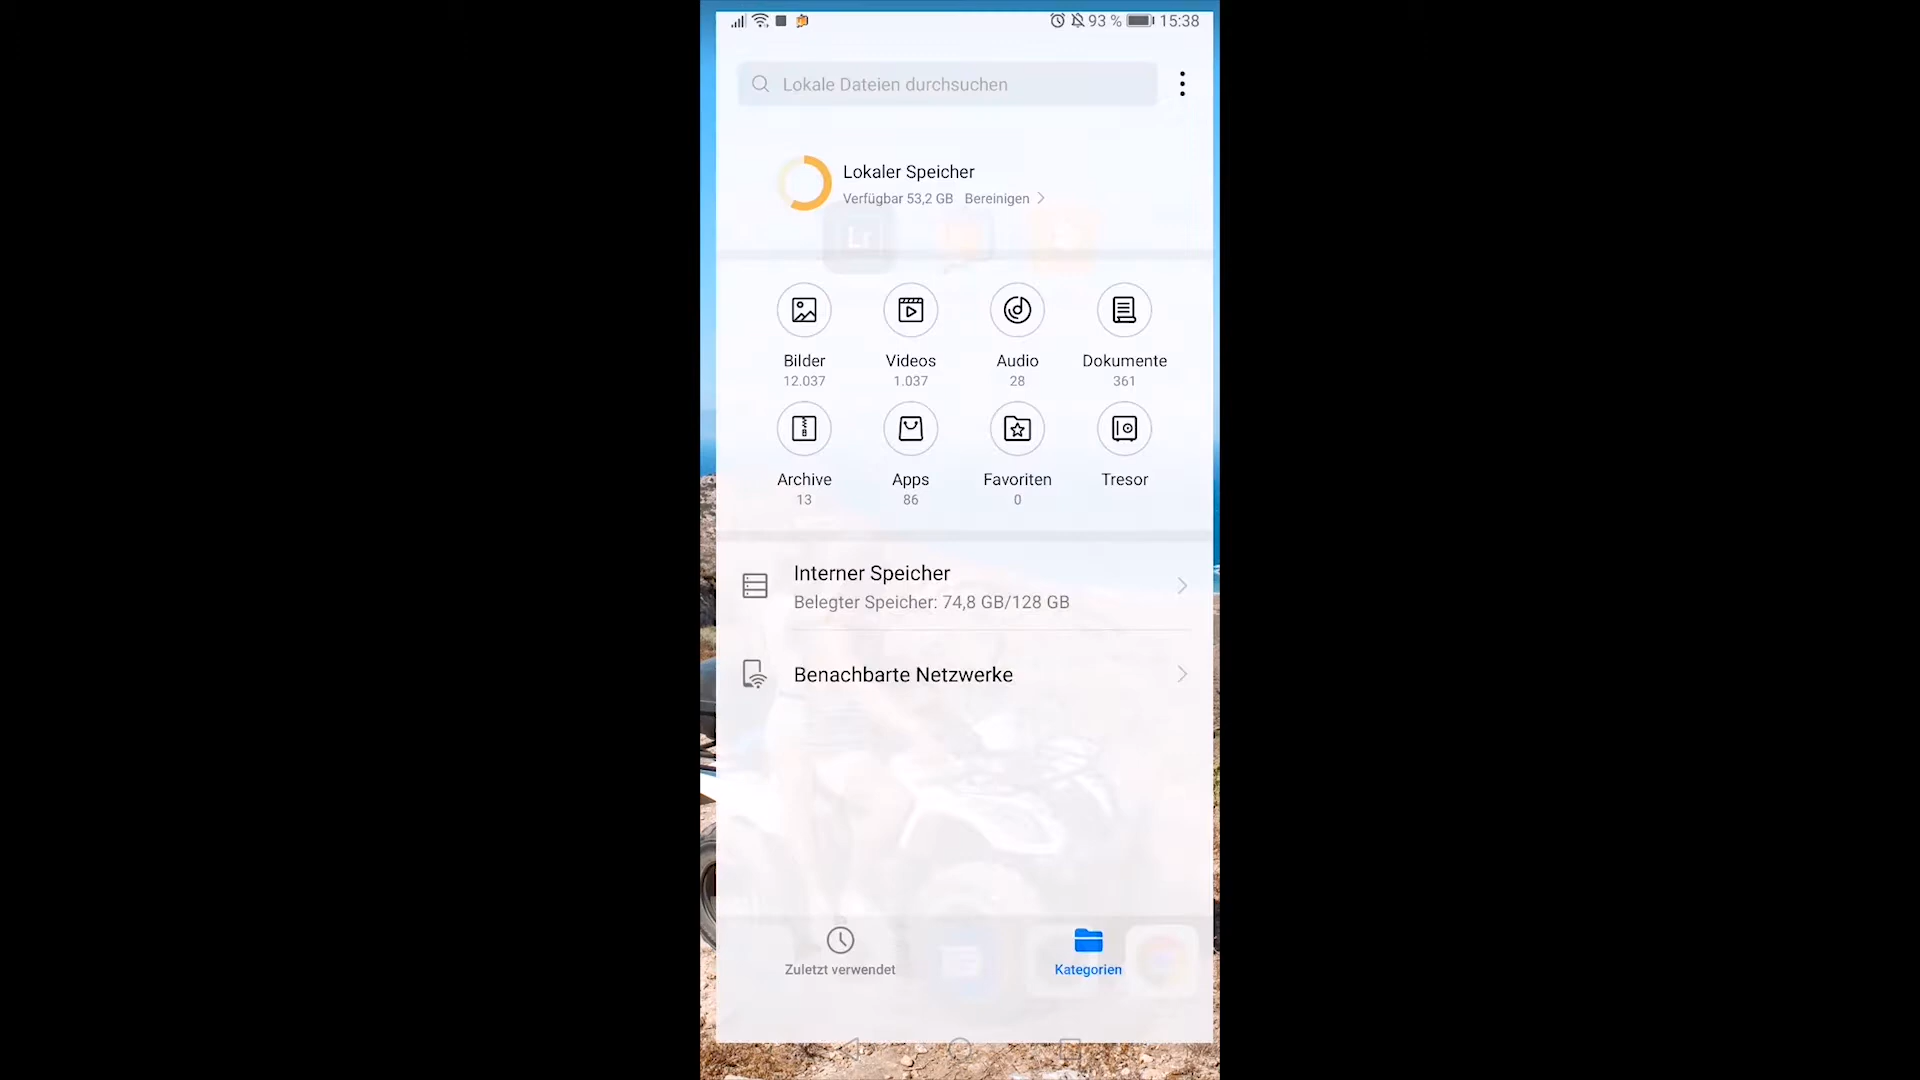 93 % 15:38
Lokale Dateien durchsuchen
Lokaler Speicher
Verfügbar 53,2 GB Bereinigen
Lr
Bilder Videos Audio Dokumente
12.037 1.037 28 361
Archive Apps Favoriten Tresor
13 86 0
Interner Speicher
Belegter Speicher: 74,8 GB/128 GB
Benachbarte Netzwerke
Zuletzt verwendet Kategorien